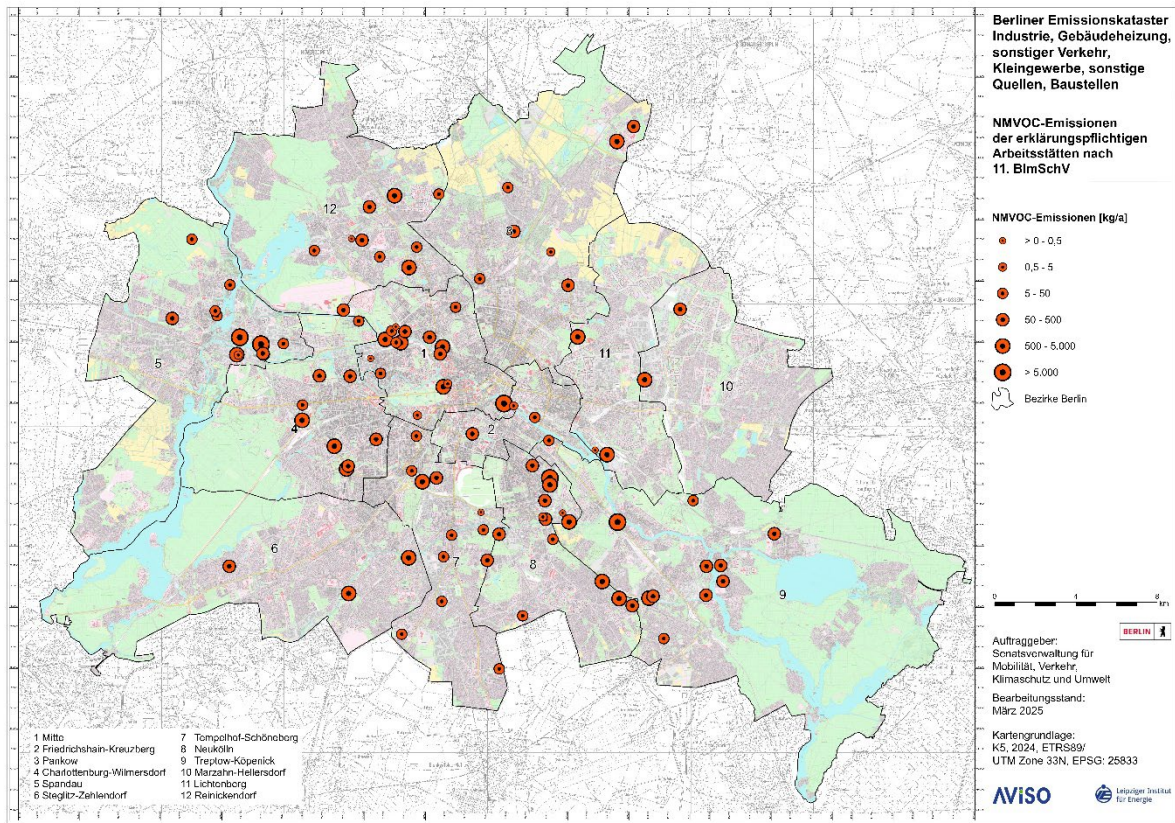 Berliner Emissionskataster
Industrie, Gebäudeheizung,
sonstiger Verkehr,
Kleingewerbe, sonstige
Quellen, Baustellen
NMVOC-Emissionen
der erklärungspflichtigen
Arbeitsstätten nach
11. BImSchV
NMVOC-Emissionen [kg/a]
> 0 - 0,5
0,5 - 5
5 - 50
50 - 500
500 - 5.000
> 5.000
Bezirke Berlin
12
3
5
1
11
10
4
2
6
7
8
9
0 4 8
km
BERLIN
Auftraggeber:
Senatsverwaltung für
Mobilität, Verkehr,
Klimaschutz und Umwelt
Bearbeitungsstand:
März 2025
Kartengrundlage:
K5, 2024, ETRS89/
UTM Zone 33N, EPSG: 25833
AVISO
Leipziger Institut
für Energie
1 Mitte
2 Friedrichshain-Kreuzberg
3 Pankow
4 Charlottenburg-Wilmersdorf
5 Spandau
6 Steglitz-Zehlendorf
7 Tempelhof-Schöneberg
8 Neukölln
9 Treptow-Köpenick
10 Marzahn-Hellersdorf
11 Lichtenberg
12 Reinickendorf